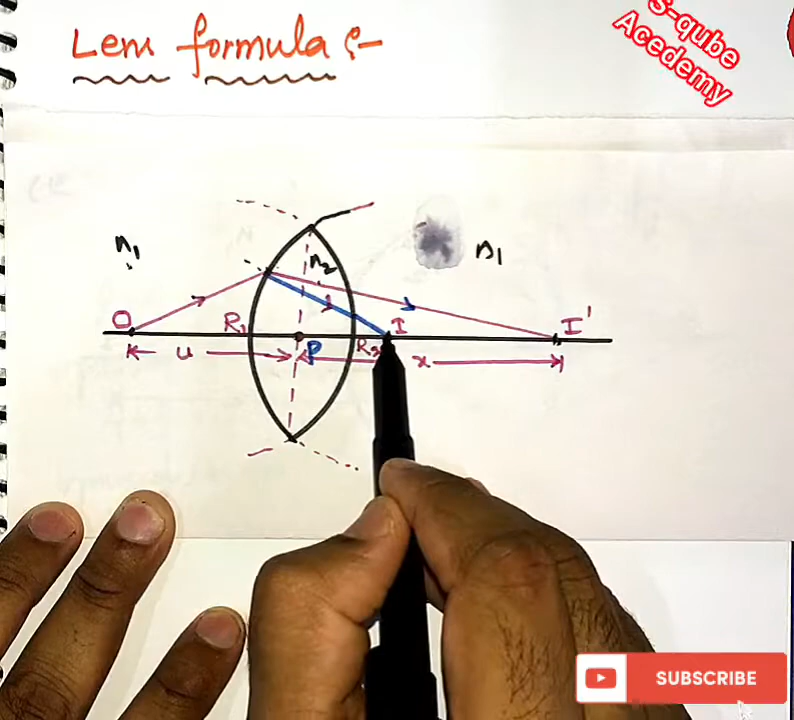 Lens formula :-
S-qube
Acedemy
n₁
n₂
n₁
O
R₁
P
R₂
I
I'
u
x
SUBSCRIBE